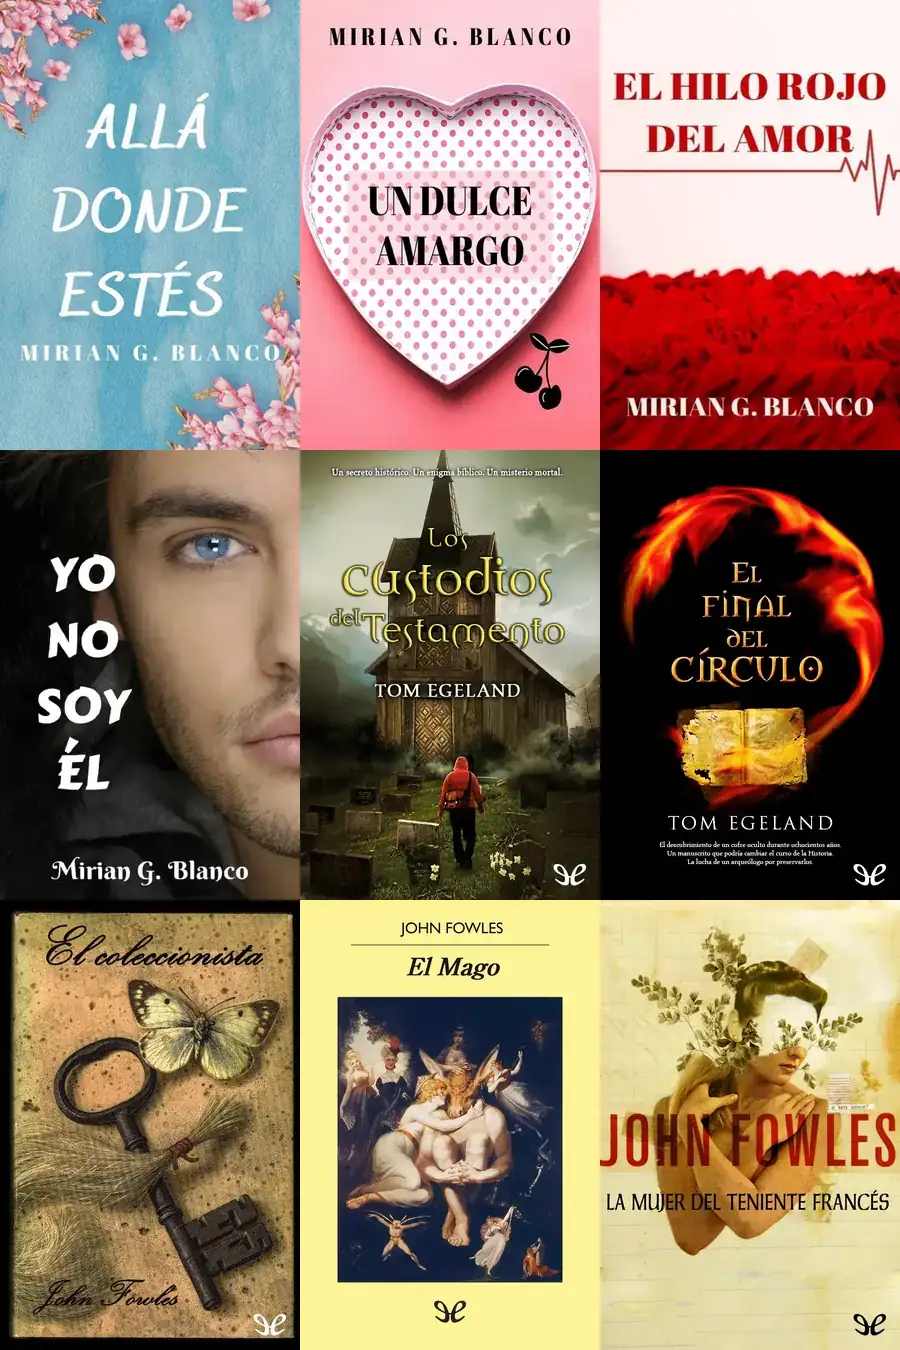 ALLÁ
DONDE
ESTÉS
MIRIAN G. BLANCO
MIRIAN G. BLANCO
UN DULCE
AMARGO
EL HILO ROJO
DEL AMOR
MIRIAN G. BLANCO
YO
NO
SOY
ÉL
Mirian G. Blanco
Un secreto histórico. Un enigma bíblico. Un misterio mortal.
Los
custodios
del Testamento
TOM EGELAND
EL
FINAL
DEL
CÍRCULO
TOM EGELAND
El descubrimiento de un cofre oculto durante ochocientos años.
Un manuscrito que podría cambiar el curso de la Historia.
La lucha de un arqueólogo por preservarlo.
El coleccionista
John Fowles
JOHN FOWLES
El Mago
JOHN FOWLES
LA MUJER DEL TENIENTE FRANCÉS